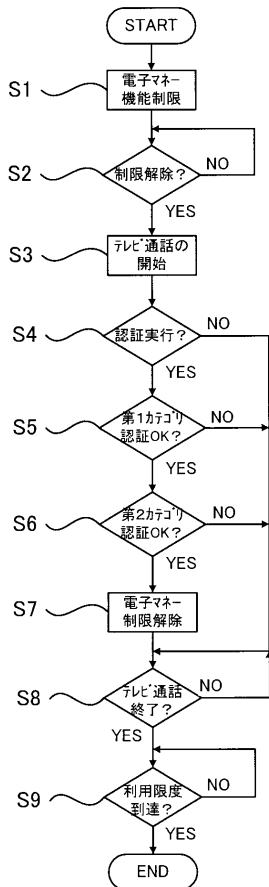 START
S1
電子マネー
機能制限
S2
制限解除？
NO
YES
S3
テレビ通話の
開始
S4
認証実行？
NO
YES
S5
第1カテゴリ
認証OK？
NO
YES
S6
第2カテゴリ
認証OK？
NO
YES
S7
電子マネー
制限解除
S8
テレビ通話
終了？
NO
YES
S9
利用限度
到達？
NO
YES
END